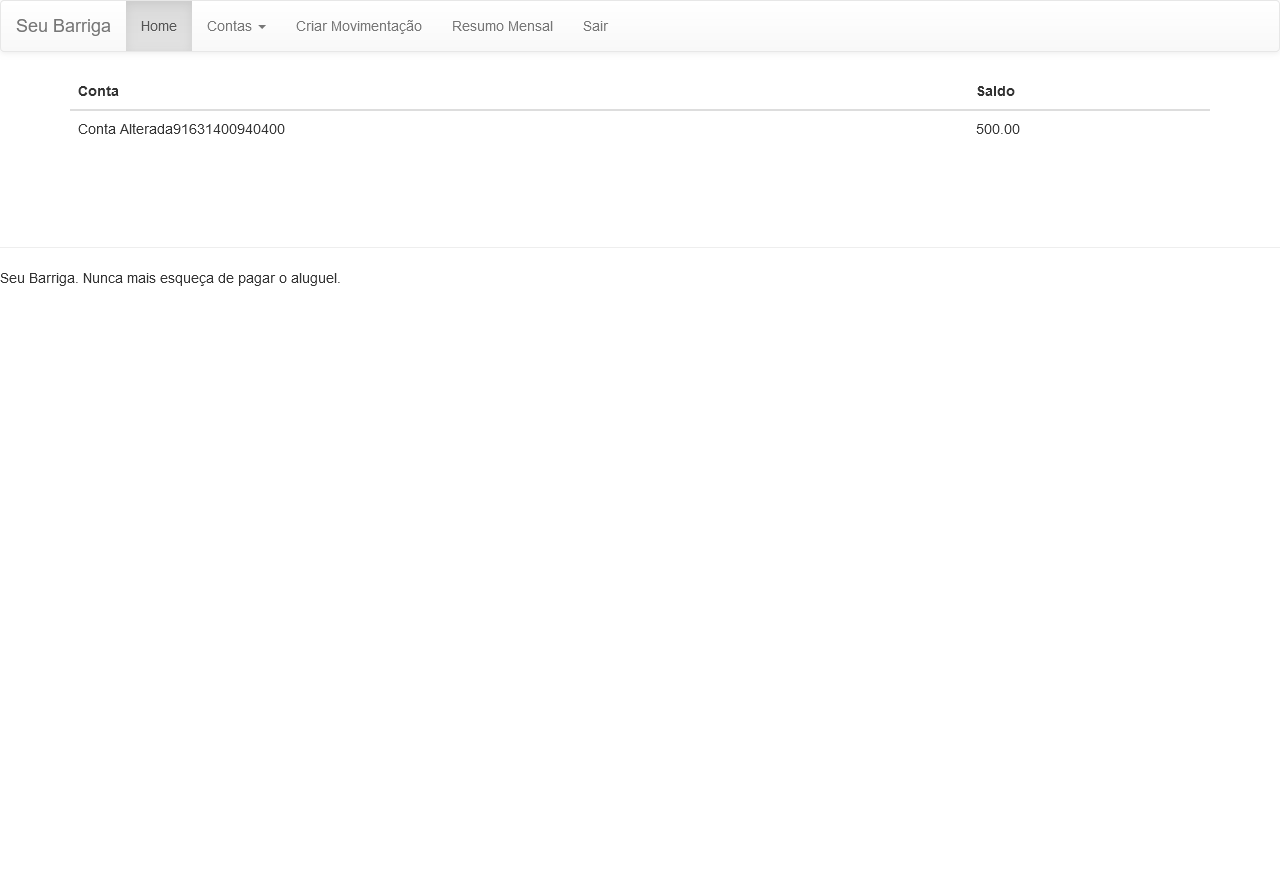 Seu Barriga Home Contas Criar Movimentação Resumo Mensal Sair
Conta Saldo
Conta Alterada91631400940400 500.00
Seu Barriga. Nunca mais esqueça de pagar o aluguel.